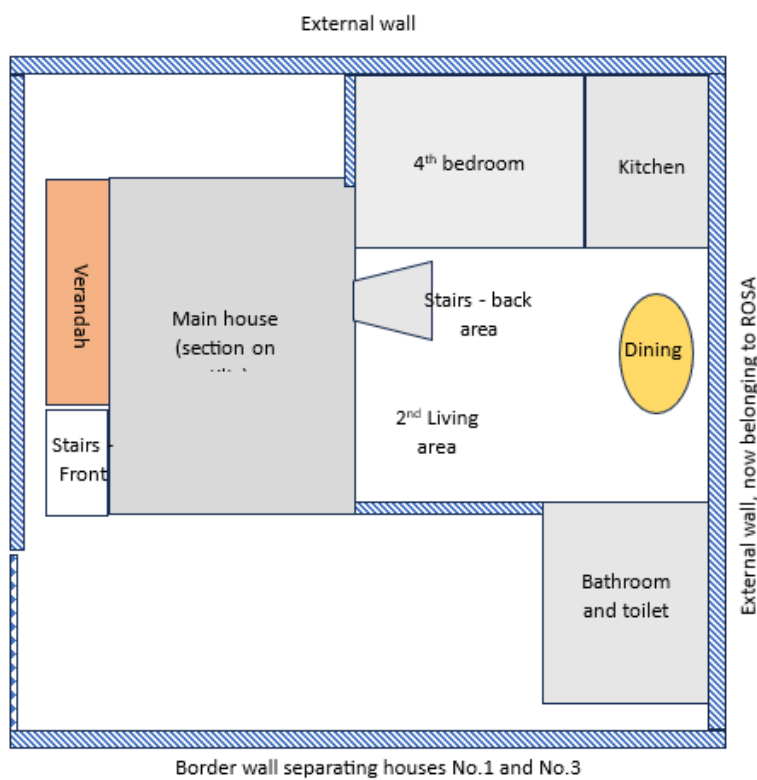 External wall
4th bedroom
Kitchen
Verandah
Main house
(section on
Stairs - back
area
Dining
2nd Living
area
Stairs -
Front
External wall, now belonging to ROSA
Bathroom
and toilet
Border wall separating houses No.1 and No.3